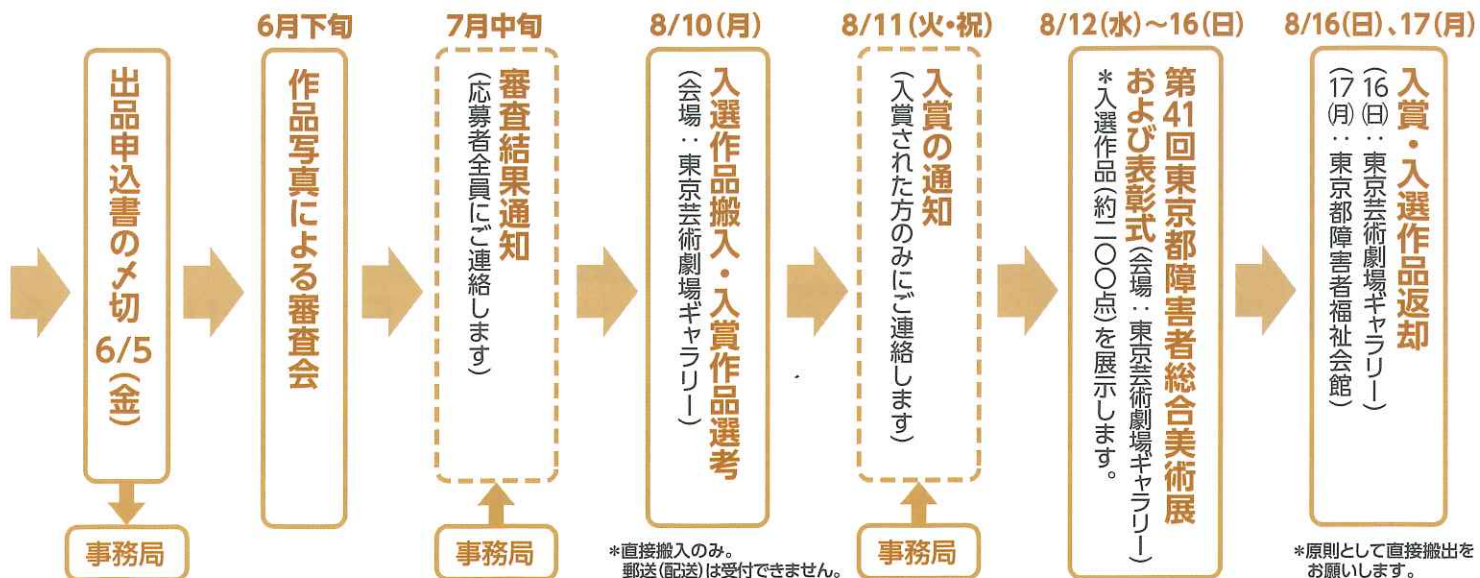 出品申込書の〆切 6/5(金)
事務局
6月下旬
作品写真による審査会
7月中旬
審査結果通知
(応募者全員にご連絡します)
事務局
8/10(月)
入選作品搬入・入賞作品選考
(会場：東京芸術劇場ギャラリー)
*直接搬入のみ。
郵送(配送)は受付できません。
8/11(火・祝)
入賞の通知
(入賞された方のみにご連絡します)
事務局
8/12(水)～16(日)
第41回東京都障害者総合美術展
および表彰式(会場：東京芸術劇場ギャラリー)
*入選作品(約二〇〇点)を展示します。
8/16(日)、17(月)
入賞・入選作品返却
(16(日)：東京芸術劇場ギャラリー)
17(月)：東京都障害者福祉会館)
*原則として直接搬出を
お願いします。